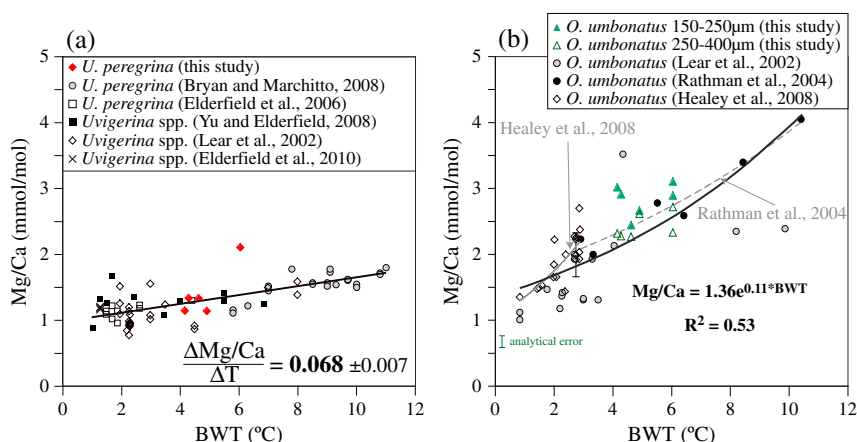 (a)
U. peregrina (this study)
U. peregrina (Bryan and Marchitto, 2008)
U. peregrina (Elderfield et al., 2006)
Uvigerina spp. (Yu and Elderfield, 2008)
Uvigerina spp. (Lear et al., 2002)
Uvigerina spp. (Elderfield et al., 2010)
Mg/Ca (mmol/mol)
5
4
3
2
1
0
ΔMg/Ca
ΔT
= 0.068 ±0.007
0 2 4 6 8 10 12
BWT (ºC)
(b)
O. umbonatus 150-250µm (this study)
O. umbonatus 250-400µm (this study)
O. umbonatus (Lear et al., 2002)
O. umbonatus (Rathman et al., 2004)
O. umbonatus (Healey et al., 2008)
Healey et al., 2008
Rathman et al., 2004
Mg/Ca (mmol/mol)
5
4
3
2
1
0
Mg/Ca = 1.36e0.11*BWT
R2 = 0.53
analytical error
0 2 4 6 8 10 12
BWT (ºC)